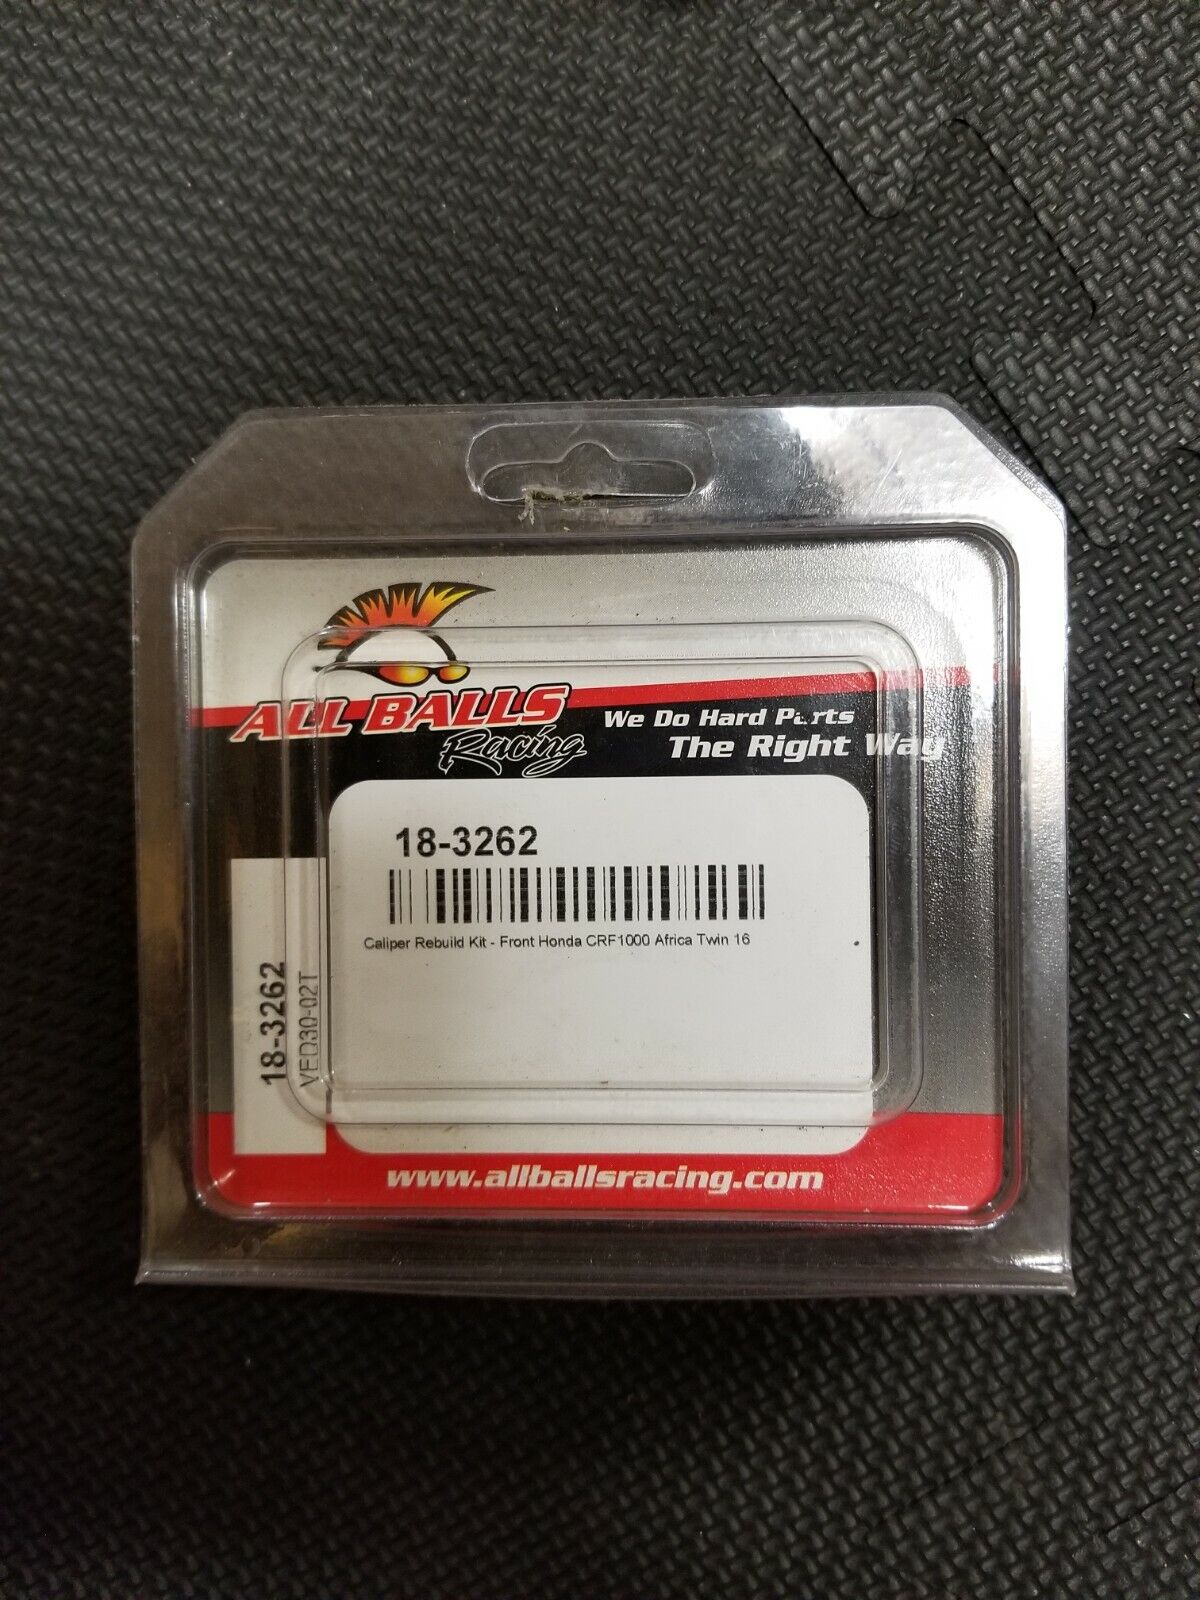 ALL BALLS
Racing
We Do Hard Parts
The Right Way
18-3262
Caliper Rebuild Kit - Front Honda CRF1000 Africa Twin 16
18-3262
VED30-02T
www.allballsracing.com